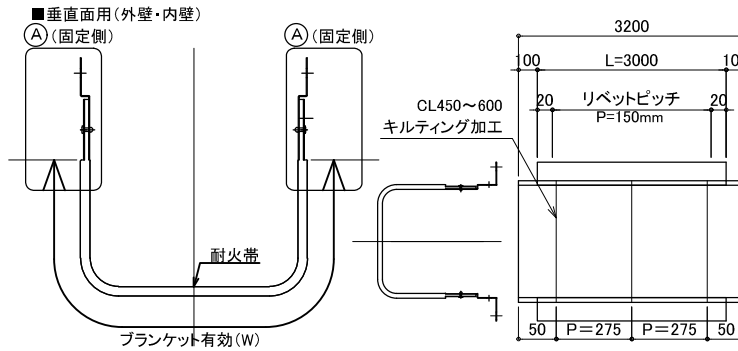 ■垂直面用(外壁・内壁)
A(固定側)
A(固定側)
耐火帯
ブランケット有効(W)
CL450～600
キルティング加工
3200
100
L=3000
10
20
リベットピッチ
20
P=150mm
50
P=275
P=275
50